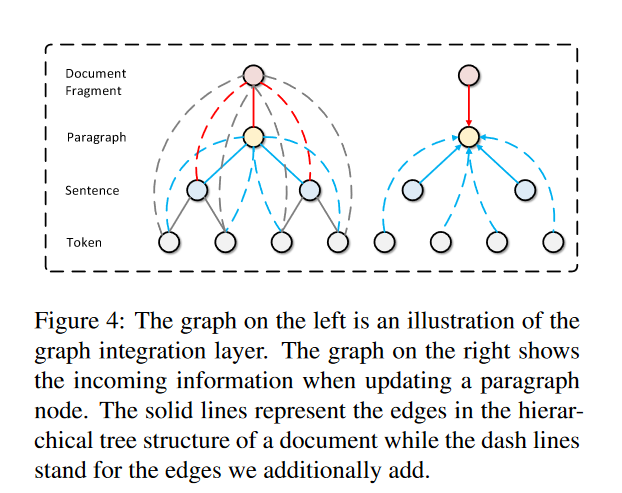 Document
Fragment
Paragraph
Sentence
Token
Figure 4: The graph on the left is an illustration of the
graph integration layer. The graph on the right shows
the incoming information when updating a paragraph
node. The solid lines represent the edges in the hierar-
chical tree structure of a document while the dash lines
stand for the edges we additionally add.